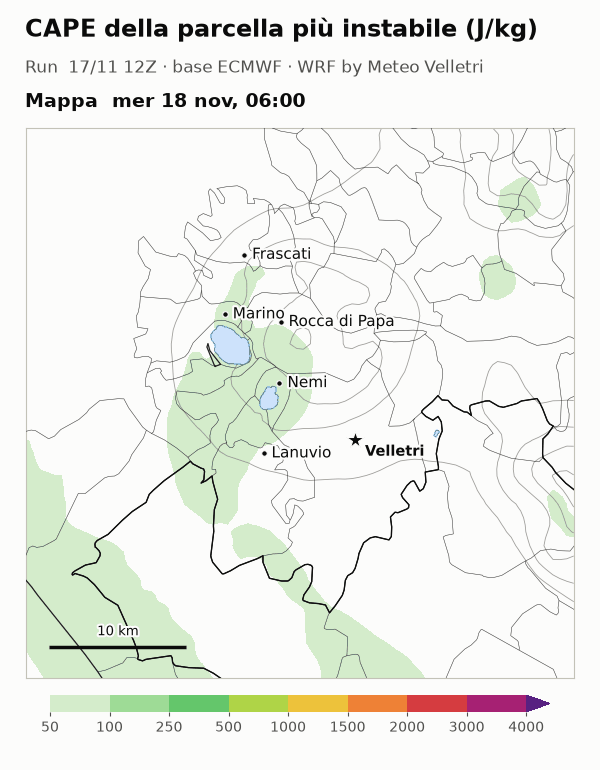 CAPE della parcella più instabile (J/kg)
Run  17/11 12Z · base ECMWF · WRF by Meteo Velletri
Mappa  mer 18 nov, 06:00
Frascati
Marino
Rocca di Papa
Nemi
Velletri
Lanuvio
10 km
50 100 250 500 1000 1500 2000 3000 4000